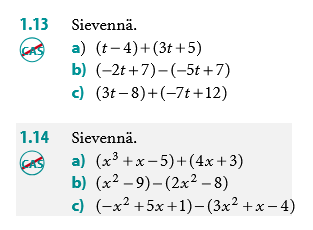 1.13 Sievennä.
CAS a) (t − 4) + (3t + 5)
b) (−2t + 7) − (−5t + 7)
c) (3t − 8) + (−7t + 12)
1.14 Sievennä.
CAS a) (x³ + x − 5) + (4x + 3)
b) (x² − 9) − (2x² − 8)
c) (−x² + 5x + 1) − (3x² + x − 4)